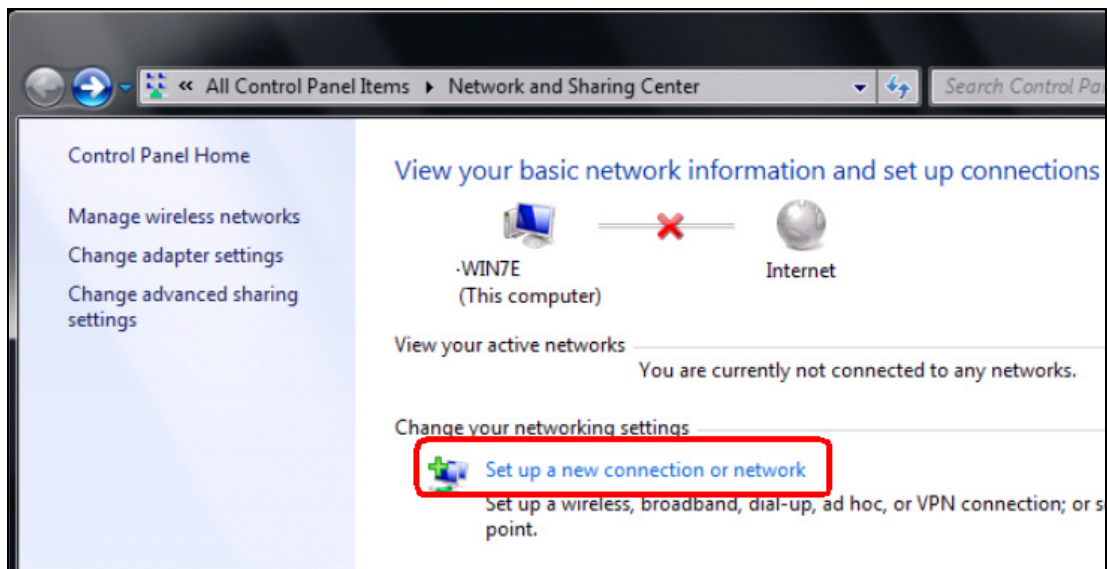 « All Control Panel Items ▸ Network and Sharing Center
Search Control
Control Panel Home
Manage wireless networks
Change adapter settings
Change advanced sharing
settings
View your basic network information and set up connections
-WIN7E
(This computer)
Internet
View your active networks
You are currently not connected to any networks.
Change your networking settings
Set up a new connection or network
Set up a wireless, broadband, dial-up, ad hoc, or VPN connection; or
point.